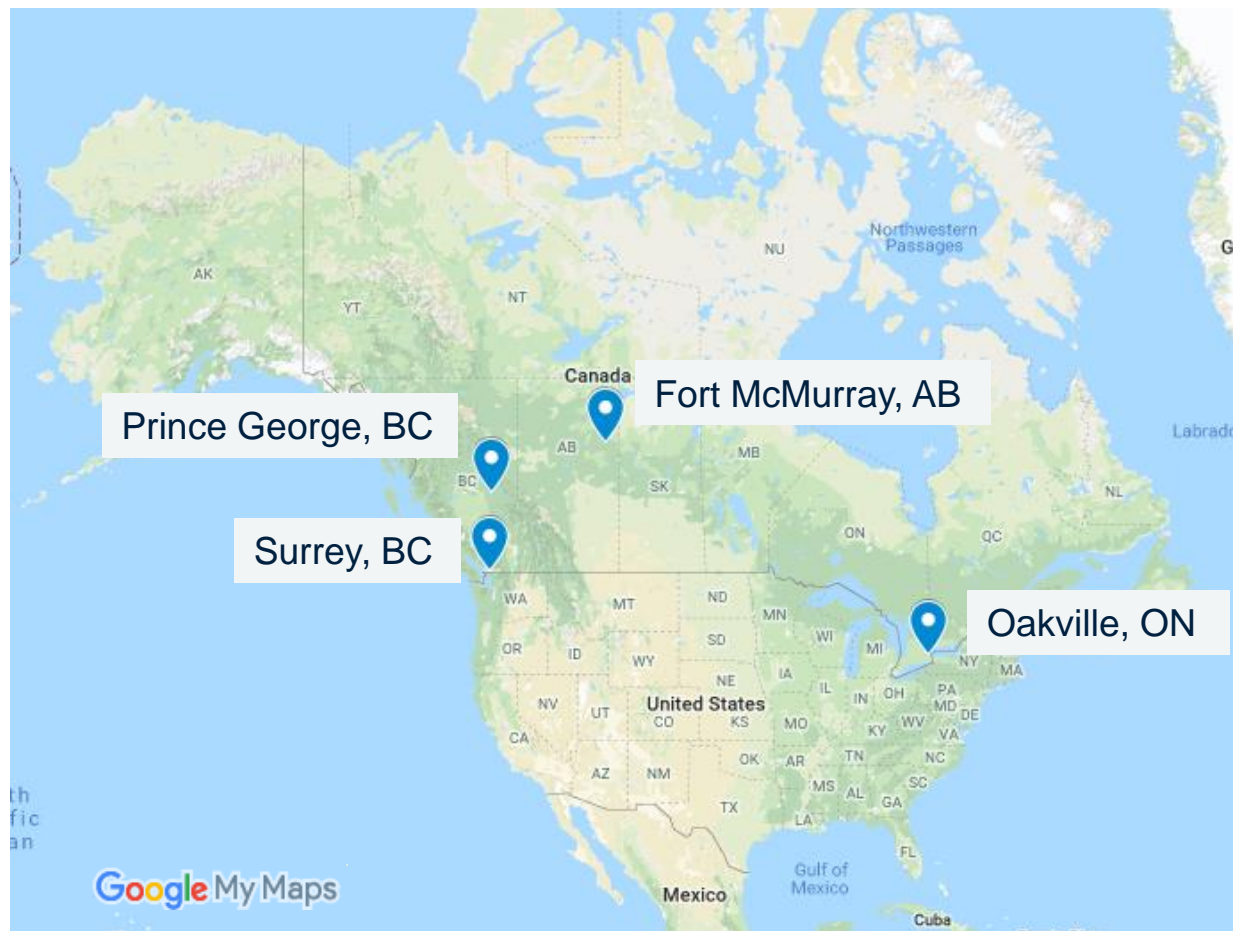 NU
Northwestern
Passages
G
AK
NT
YT
Canada
Fort McMurray, AB
Prince George, BC
AB
BC
MB
SK
Labrad
NL
ON
QC
Surrey, BC
WA
MT
ND
MN
Oakville, ON
OR
ID
SD
WI
MI
WY
NY
MA
NE
IA
IL
IN
OH
PA
NV
UT
United States
CO
KS
MO
KY
WV
MD
DE
VA
CA
AZ
NM
OK
AR
TN
NC
SC
MS
AL
GA
TX
LA
FL
th
fic
an
Gulf of
Mexico
Google My Maps
Mexico
Cuba